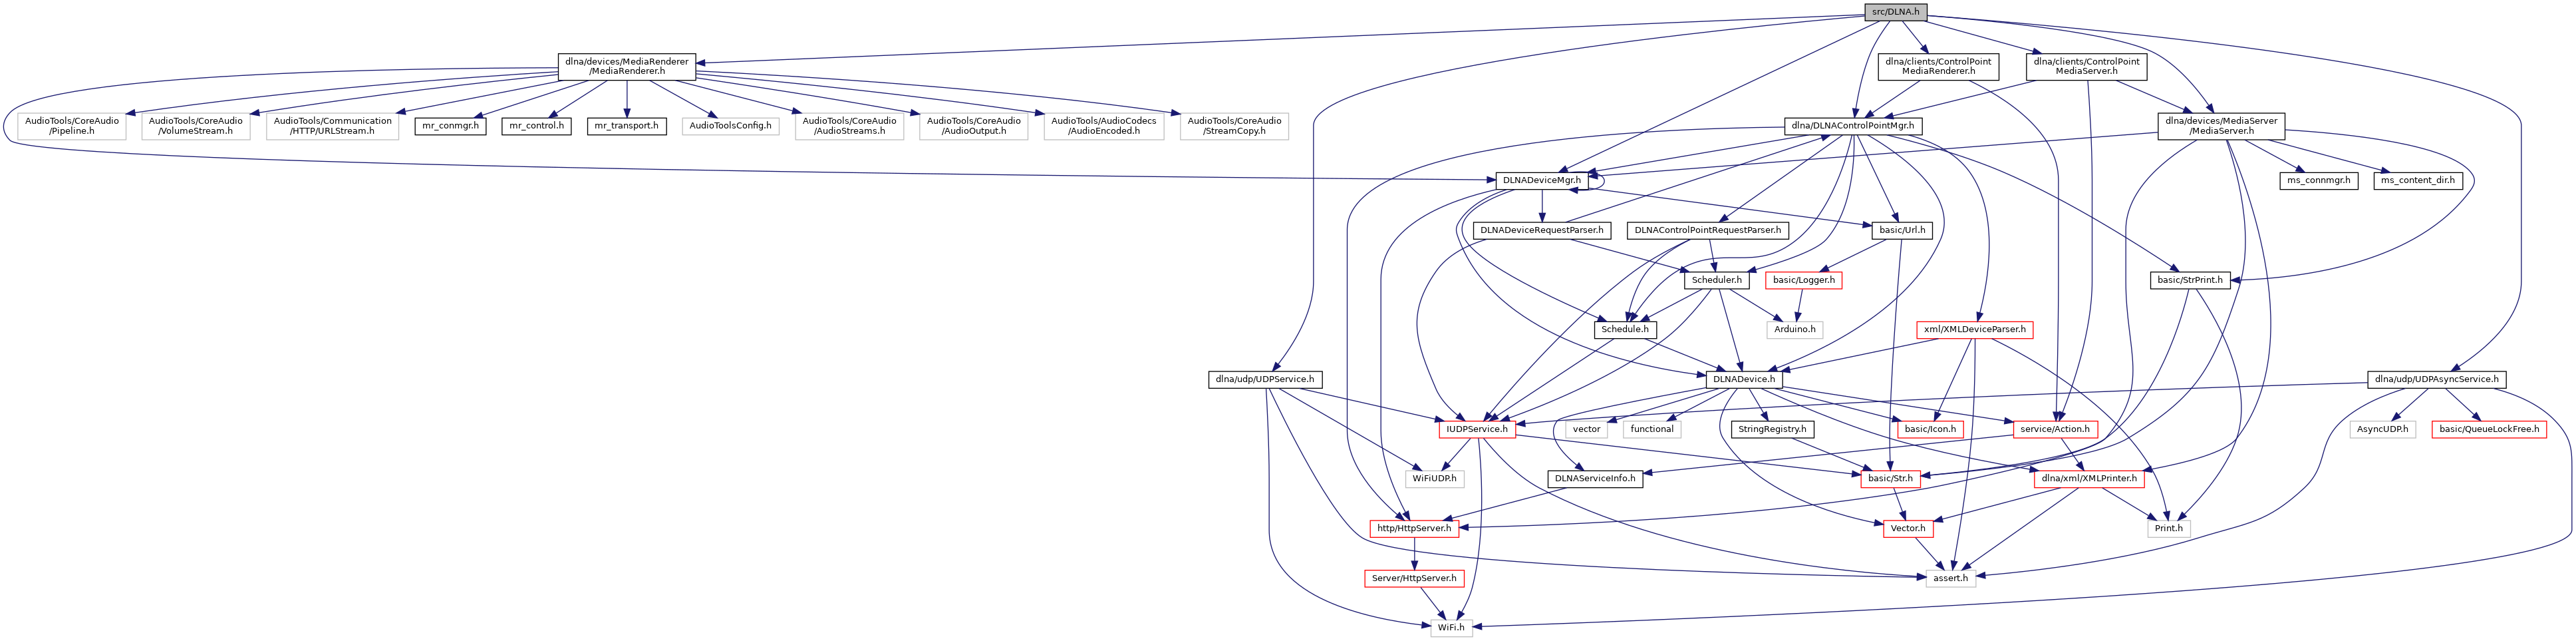 src/DLNA.h
dlna/devices/MediaRenderer
/MediaRenderer.h
dlna/clients/ControlPoint
MediaRenderer.h
dlna/clients/ControlPoint
MediaServer.h
AudioTools/CoreAudio
/Pipeline.h
AudioTools/CoreAudio
/VolumeStream.h
AudioTools/Communication
/HTTP/URLStream.h
mr_conmgr.h
mr_control.h
mr_transport.h
AudioToolsConfig.h
AudioTools/CoreAudio
/AudioStreams.h
AudioTools/CoreAudio
/AudioOutput.h
AudioTools/AudioCodecs
/AudioEncoded.h
AudioTools/CoreAudio
/StreamCopy.h
dlna/DLNAControlPointMgr.h
dlna/devices/MediaServer
/MediaServer.h
DLNADeviceMgr.h
ms_connmgr.h
ms_content_dir.h
DLNADeviceRequestParser.h
DLNAControlPointRequestParser.h
basic/Url.h
Scheduler.h
basic/Logger.h
basic/StrPrint.h
Schedule.h
Arduino.h
xml/XMLDeviceParser.h
dlna/udp/UDPService.h
DLNADevice.h
dlna/udp/UDPAsyncService.h
IUDPService.h
vector
functional
StringRegistry.h
basic/Icon.h
service/Action.h
AsyncUDP.h
basic/QueueLockFree.h
WiFiUDP.h
DLNAServiceInfo.h
basic/Str.h
dlna/xml/XMLPrinter.h
http/HttpServer.h
Vector.h
Print.h
Server/HttpServer.h
assert.h
WiFi.h